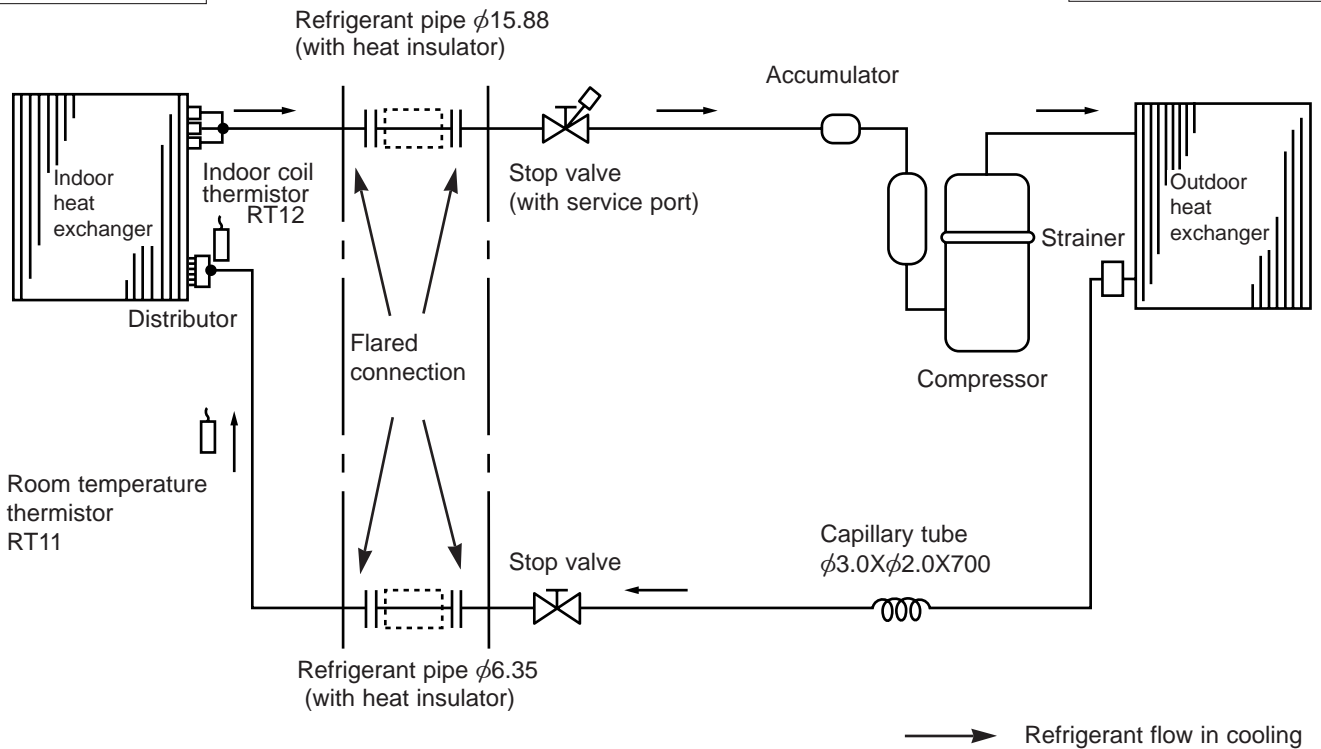 Refrigerant pipe ϕ15.88
(with heat insulator)
Accumulator
Indoor
heat
exchanger
Indoor coil
thermistor
RT12
Stop valve
(with service port)
Outdoor
heat
exchanger
Strainer
Distributor
Flared
connection
Compressor
Room temperature
thermistor
RT11
Stop valve
Capillary tube
ϕ3.0Xϕ2.0X700
Refrigerant pipe ϕ6.35
(with heat insulator)
Refrigerant flow in cooling